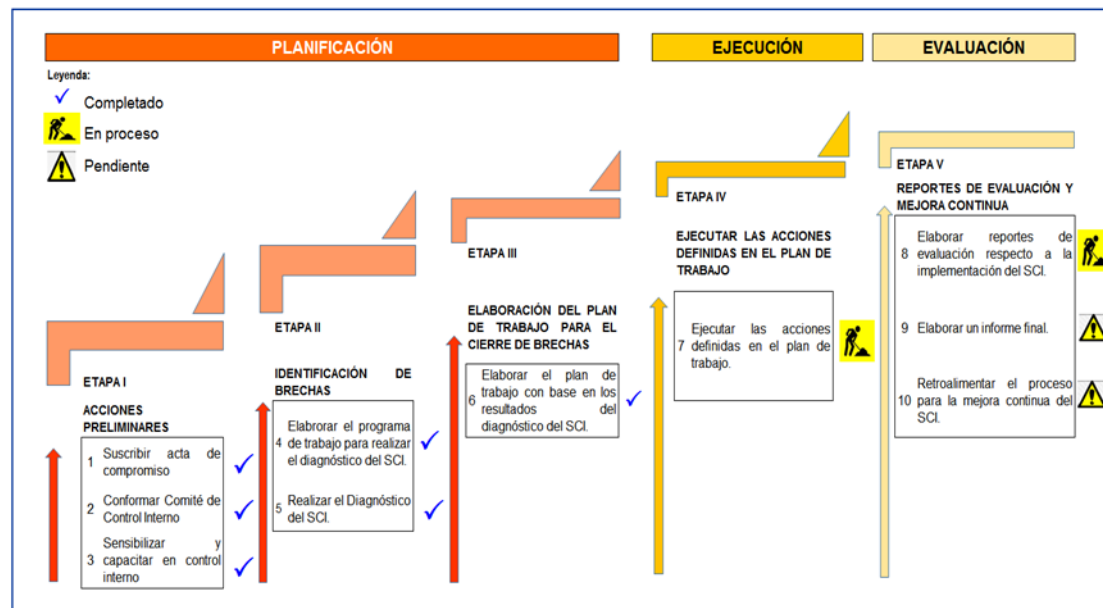 PLANIFICACIÓN
EJECUCIÓN
EVALUACIÓN
Leyenda:
Completado
En proceso
Pendiente
ETAPA I
ACCIONES
PRELIMINARES
1 Suscribir acta de
compromiso
2 Conformar Comité de
Control Interno
Sensibilizar y
3 capacitar en control
interno
ETAPA II
IDENTIFICACIÓN DE
BRECHAS
Elaborar el programa
4 de trabajo para realizar
el diagnóstico del SCI.
5 Realizar el Diagnóstico
del SCI.
ETAPA III
ELABORACIÓN DEL PLAN
DE TRABAJO PARA EL
CIERRE DE BRECHAS
Elaborar el plan de
6 trabajo con base en los
resultados del
diagnóstico del SCI.
ETAPA IV
EJECUTAR LAS ACCIONES
DEFINIDAS EN EL PLAN DE
TRABAJO
Ejecutar las acciones
7 definidas en el plan de
trabajo.
ETAPA V
REPORTES DE EVALUACIÓN Y
MEJORA CONTINUA
Elaborar reportes de
8 evaluación respecto a la
implementación del SCI.
9 Elaborar un informe final.
Retroalimentar el proceso
10 para la mejora continua del
SCI.